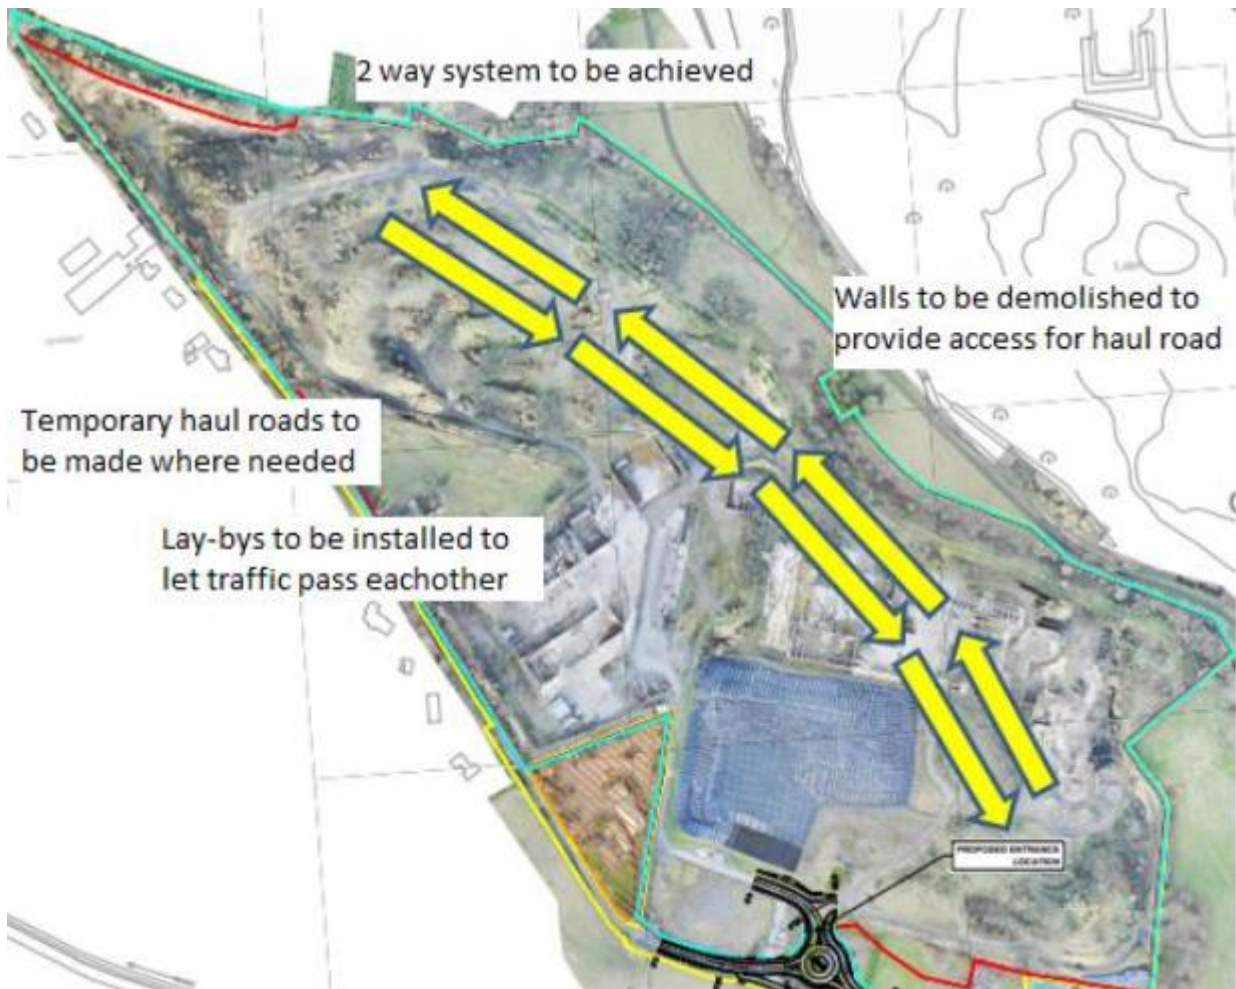 2 way system to be achieved
Walls to be demolished to
provide access for haul road
Temporary haul roads to
be made where needed
Lay-bys to be installed to
let traffic pass eachother
PROPOSED ENTRANCE
LOCATION